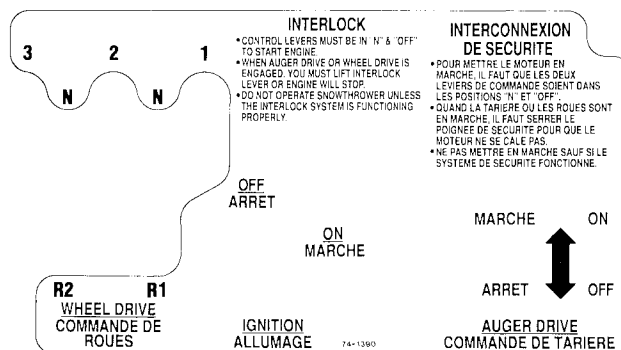 3 2 1
N N
INTERLOCK
• CONTROL LEVERS MUST BE IN "N" & "OFF"
TO START ENGINE.
• WHEN AUGER DRIVE OR WHEEL DRIVE IS
ENGAGED. YOU MUST LIFT INTERLOCK
LEVER OR ENGINE WILL STOP.
• DO NOT OPERATE SNOWTHROWER UNLESS
THE INTERLOCK SYSTEM IS FUNCTIONING
PROPERLY.
INTERCONNEXION
DE SECURITE
• POUR METTRE LE MOTEUR EN
MARCHE, IL FAUT QUE LES DEUX
LEVIERS DE COMMANDE SOIENT DANS
LES POSITIONS "N" ET "OFF".
• QUAND LA TARIERE OU LES ROUES SONT
EN MARCHE, IL FAUT SERRER LE
POIGNEE DE SECURITE POUR QUE LE
MOTEUR NE SE CALE PAS.
• NE PAS METTRE EN MARCHE SAUF SI LE
SYSTEME DE SECURITE FONCTIONNE.
OFF
ARRET
ON
MARCHE
MARCHE ON
ARRET OFF
R2 R1
WHEEL DRIVE
COMMANDE DE
ROUES
IGNITION
ALLUMAGE
74-1390
AUGER DRIVE
COMMANDE DE TARIERE